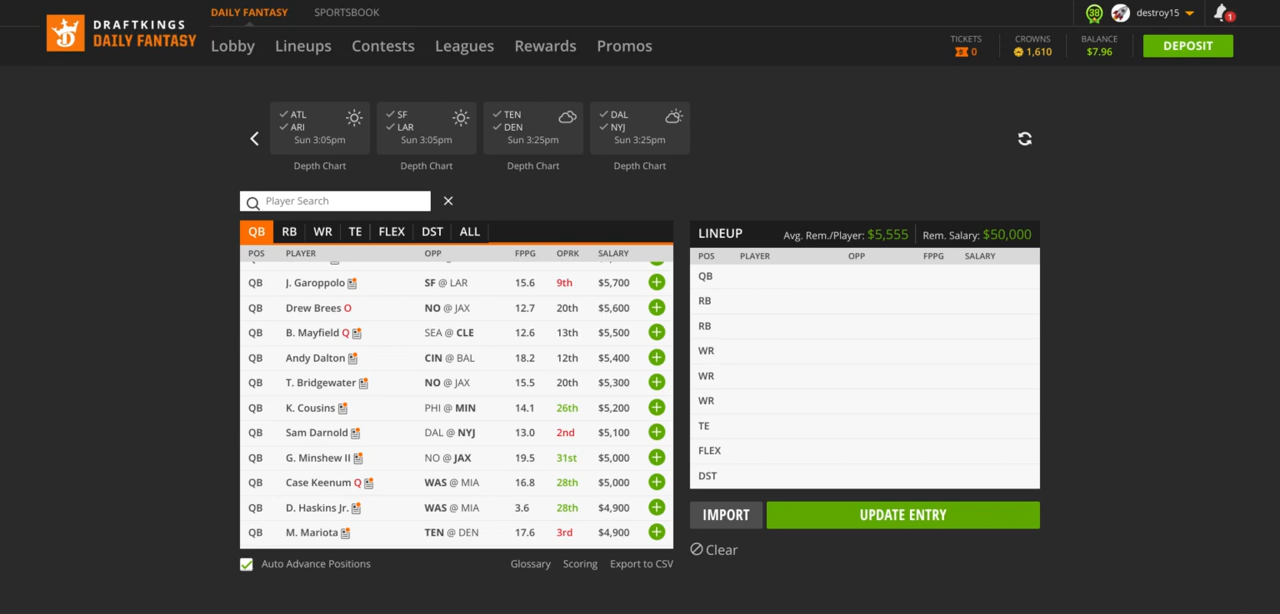 DAILY FANTASY SPORTSBOOK
38 destroy15 1
DRAFTKINGS
DAILY FANTASY
Lobby Lineups Contests Leagues Rewards Promos
TICKETS CROWNS BALANCE
0 1,610 $7.96
DEPOSIT
ATL SF TEN DAL
ARI LAR DEN NYJ
Sun 3:05pm Sun 3:05pm Sun 3:25pm Sun 3:25pm
Depth Chart Depth Chart Depth Chart Depth Chart
Player Search
QB RB WR TE FLEX DST ALL
POS PLAYER OPP FPPG OPRK SALARY
QB J. Garoppolo SF @ LAR 15.6 9th $5,700
QB Drew Brees O NO @ JAX 12.7 20th $5,600
QB B. Mayfield Q SEA @ CLE 12.6 13th $5,500
QB Andy Dalton CIN @ BAL 18.2 12th $5,400
QB T. Bridgewater NO @ JAX 15.5 20th $5,300
QB K. Cousins PHI @ MIN 14.1 26th $5,200
QB Sam Darnold DAL @ NYJ 13.0 2nd $5,100
QB G. Minshew II NO @ JAX 19.5 31st $5,000
QB Case Keenum Q WAS @ MIA 16.8 28th $5,000
QB D. Haskins Jr. WAS @ MIA 3.6 28th $4,900
QB M. Mariota TEN @ DEN 17.6 3rd $4,900
Auto Advance Positions Glossary Scoring Export to CSV
LINEUP Avg. Rem./Player: $5,555 Rem. Salary: $50,000
POS PLAYER OPP FPPG SALARY
QB
RB
RB
WR
WR
WR
TE
FLEX
DST
IMPORT UPDATE ENTRY
Clear